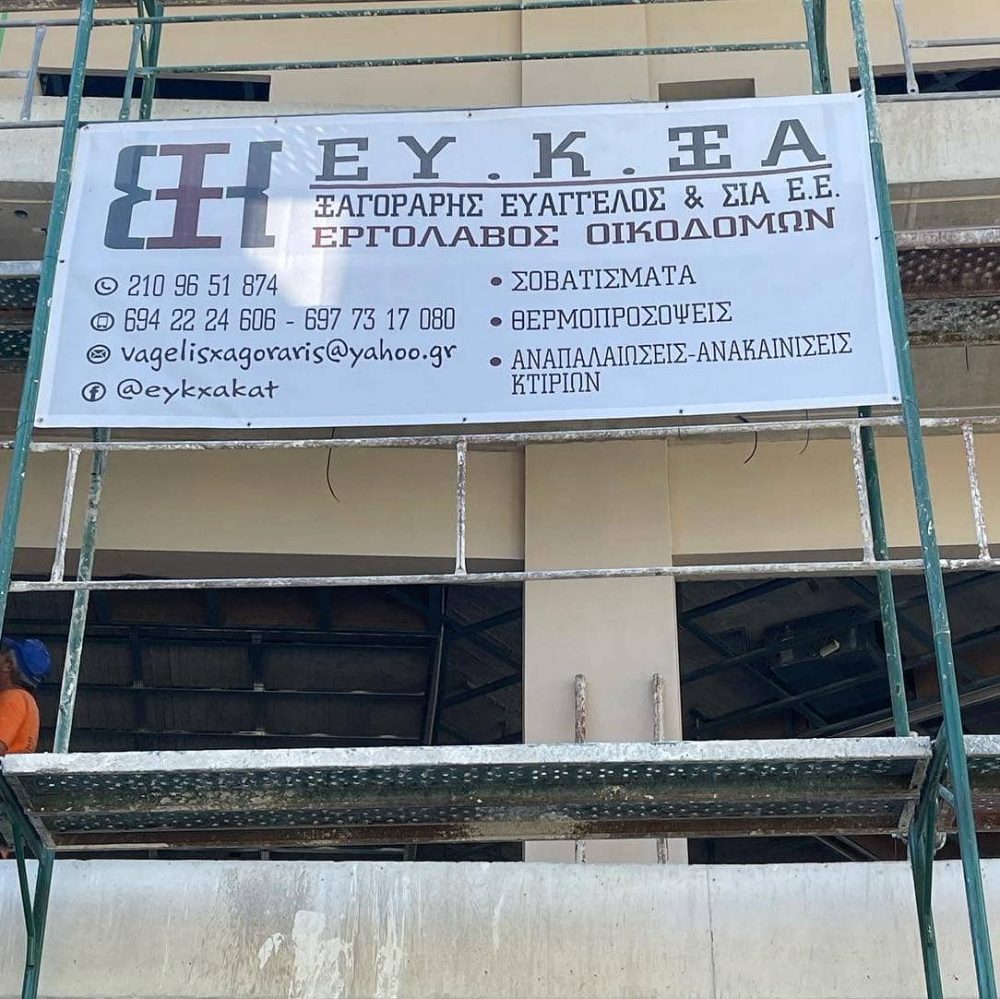 ΕΥ.Κ.ΞΑ
ΞΑΓΟΡΑΡΗΣ ΕΥΑΓΓΕΛΟΣ & ΣΙΑ Ε.Ε.
ΕΡΓΟΛΑΒΟΣ ΟΙΚΟΔΟΜΩΝ
210 96 51 874
694 22 24 606 - 697 73 17 080
vagelisxagoraris@yahoo.gr
@eykxakat
• ΣΟΒΑΤΙΣΜΑΤΑ
• ΘΕΡΜΟΠΡΟΣΟΨΕΙΣ
• ΑΝΑΠΑΛΑΙΩΣΕΙΣ-ΑΝΑΚΑΙΝΙΣΕΙΣ
ΚΤΙΡΙΩΝ